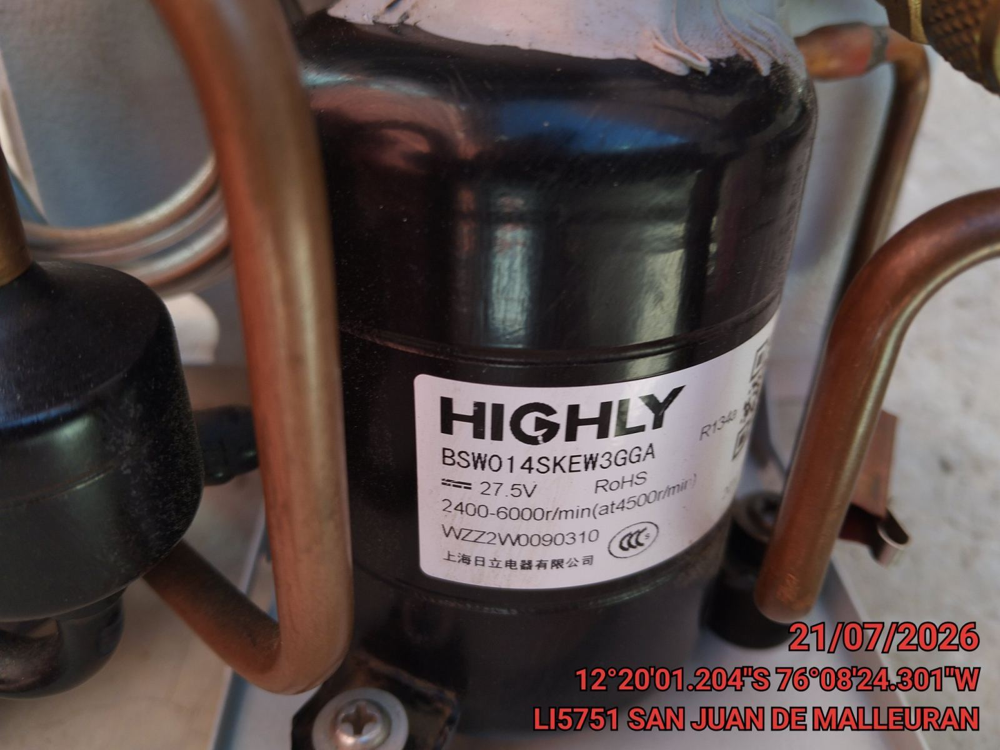 HIGHLY
BSW014SKEW3GGA
R134a
27.5V RoHS
2400-6000r/min(at4500r/min)
WZZ2W0090310
CCC S
上海日立电器有限公司
21/07/2026
12°20'01.204"S 76°08'24.301"W
LI5751 SAN JUAN DE MALLEURAN